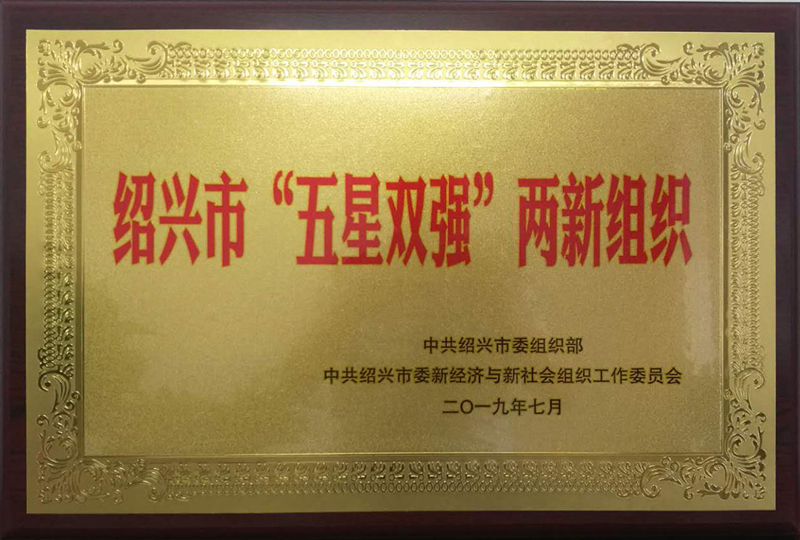 绍兴市“五星双强”两新组织
中共绍兴市委组织部
中共绍兴市委新经济与新社会组织工作委员会
二〇一九年七月